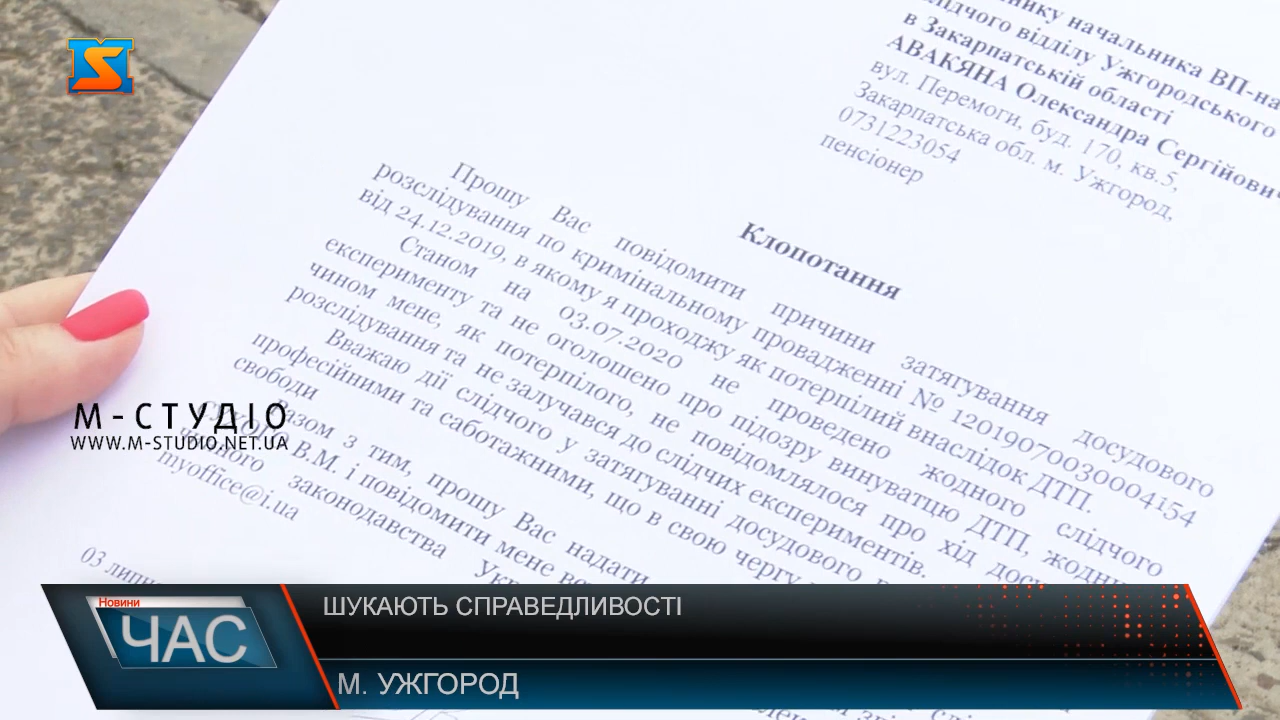 нику начальника ВП-на
слідчого відділу Ужгородського
в Закарпатській області
АВАКЯНА Олександра Сергійович
вул. Перемоги, буд. 170, кв.5,
Закарпатська обл. м. Ужгород,
0731223054
пенсіонер
Клопотання
Прошу Вас повідомити причини затягування досудового
розслідування по кримінальному провадженні № 12019070030004154
від 24.12.2019, в якому я проходжу як потерпілий внаслідок ДТП.
Станом на 03.07.2020 не проведено жодного слідчого
експерименту та не оголошено про підозру винуватцю ДТП, жодним
чином мене, як потерпілого, не повідомлялося про хід
розслідування та не залучався до слідчих експериментів.
Вважаю дії слідчого у затягуванні досудового
професійними та саботажними, що в свою чергу
свободи
Разом з тим, прошу Вас надати
В.М. і повідомити мене
законодавства
myoffice@i.ua
03
М-СТУДІО
WWW.M-STUDIO.NET.UA
Новини
ЧАС
ШУКАЮТЬ СПРАВЕДЛИВОСТІ
М. УЖГОРОД